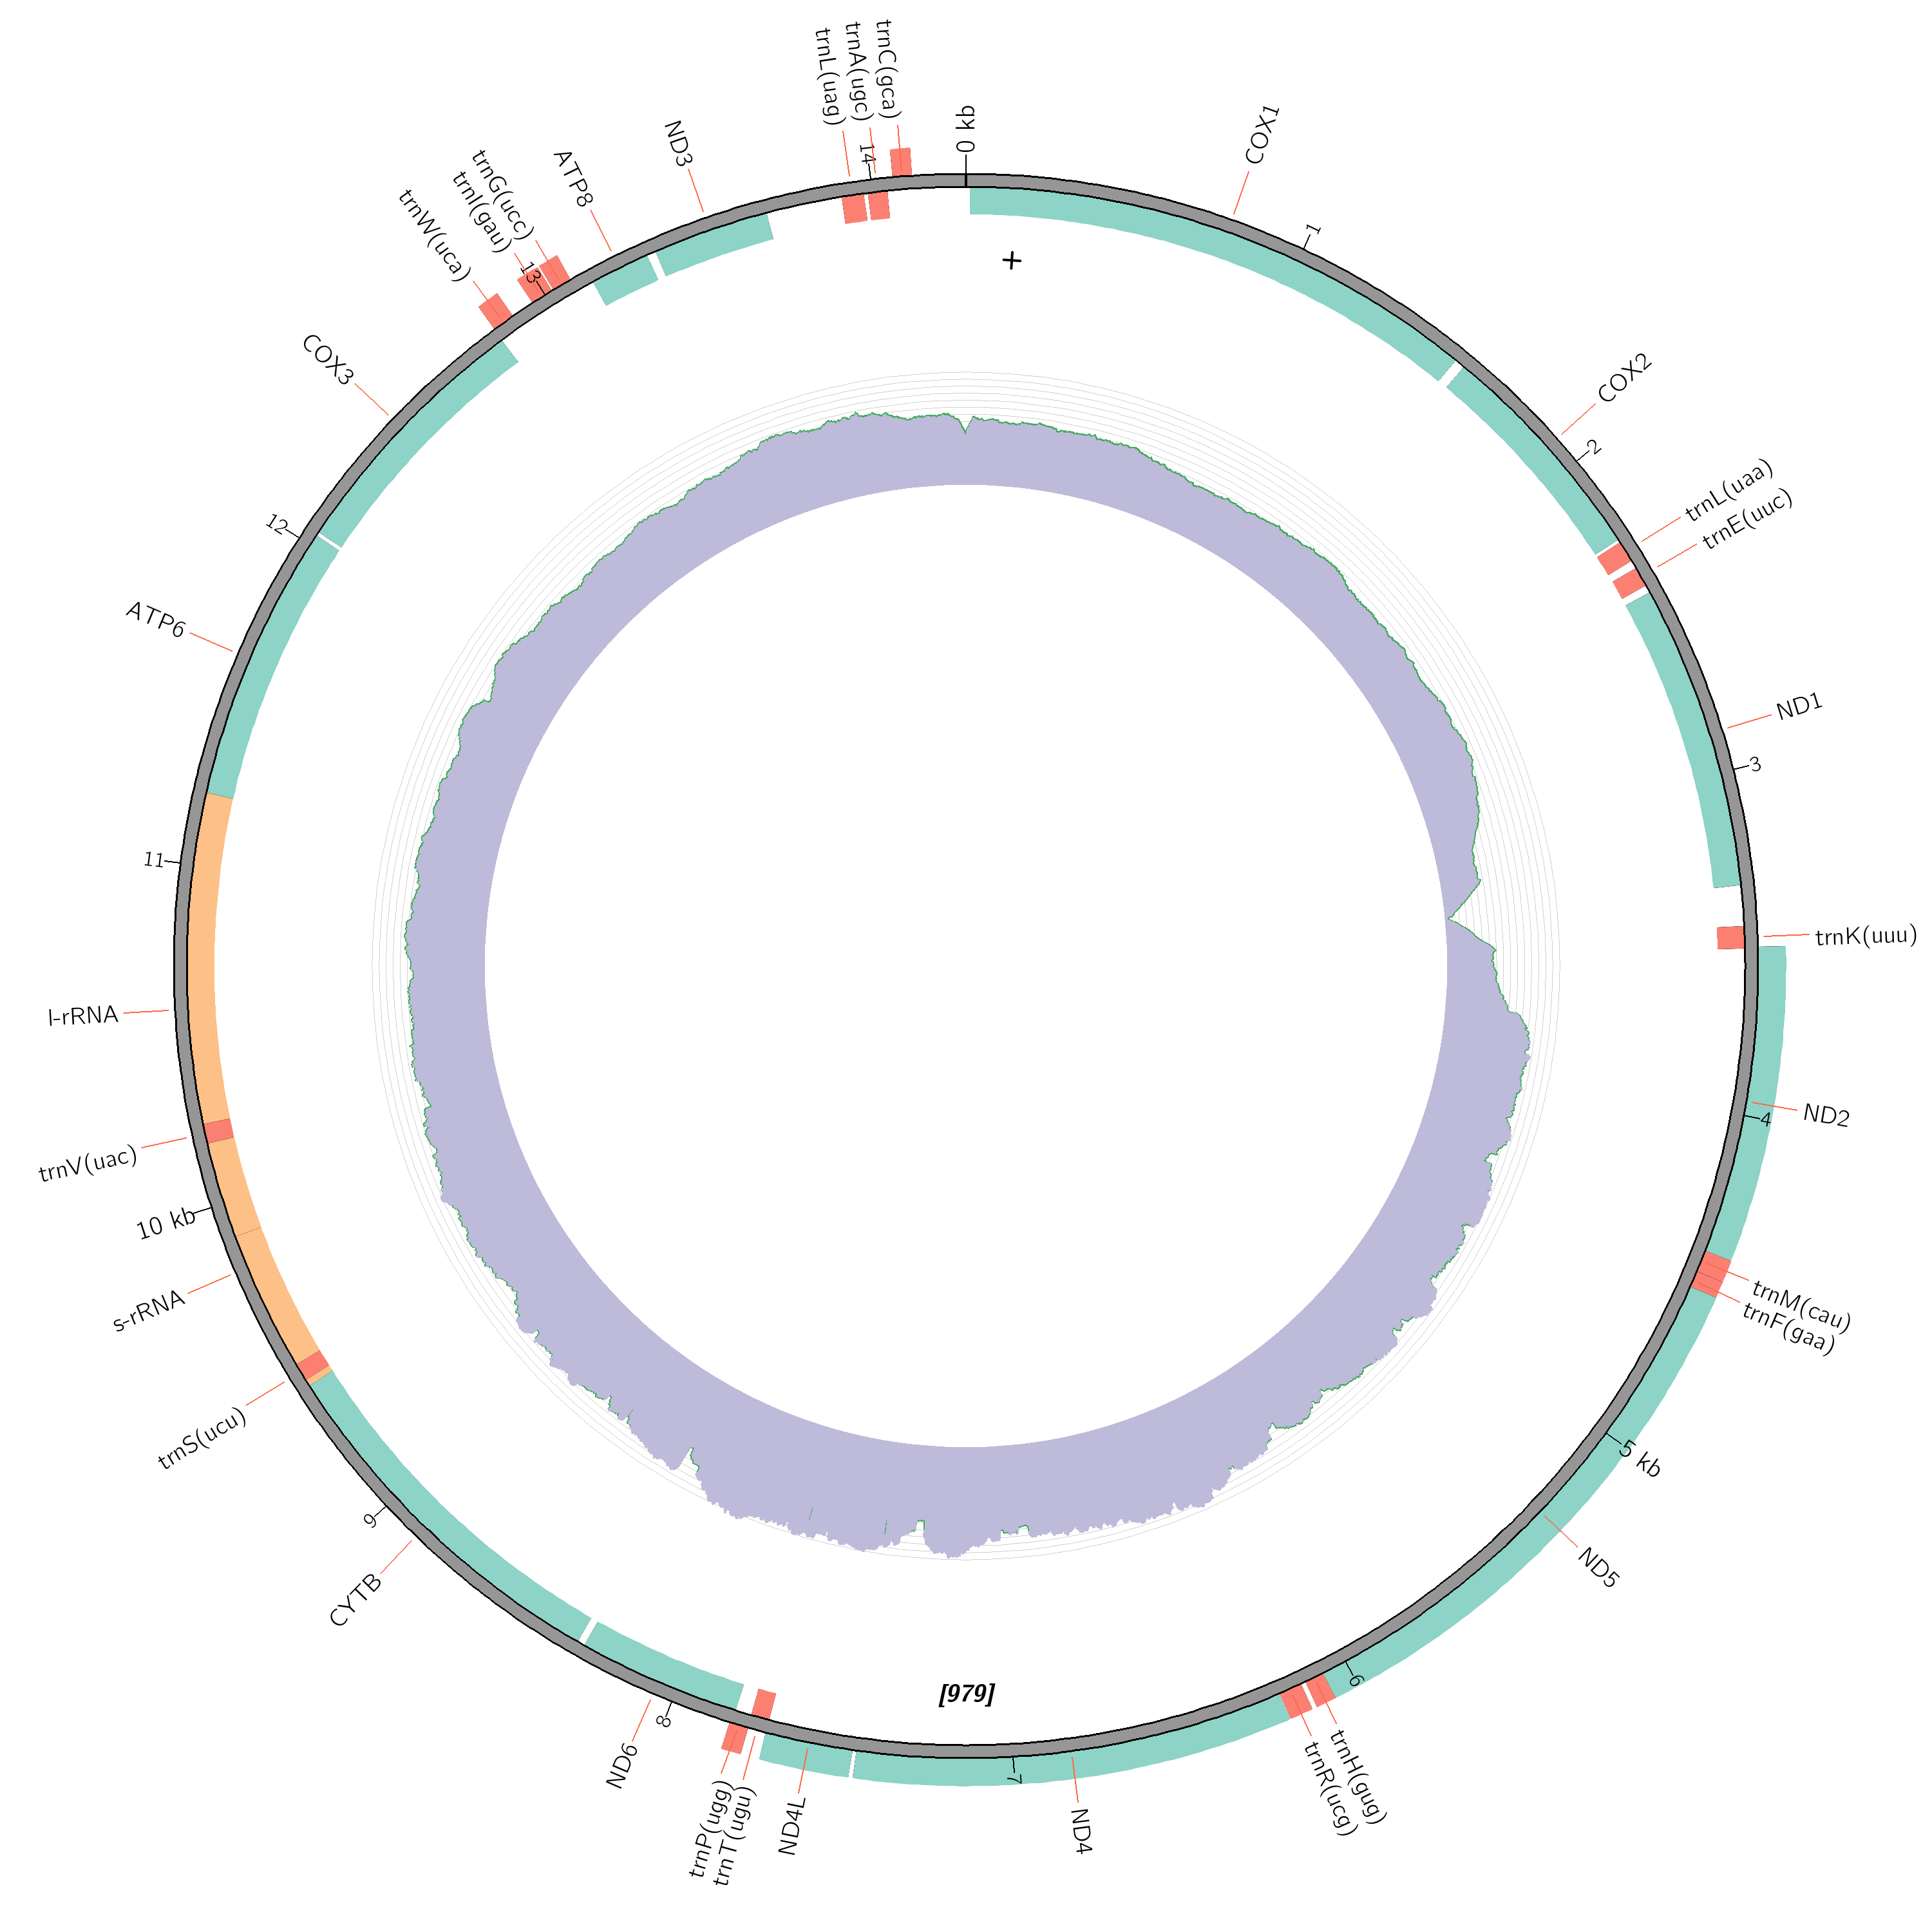 0 kb
COX1
1
COX2
2
trnL(uaa)
trnE(uuc)
ND1
3
trnK(uuu)
ND2
4
trnM(cau)
trnF(gaa)
5 kb
ND5
6
trnH(gug)
trnR(ucg)
ND4
7
ND4L
trnT(ugu)
trnP(ugg)
8
ND6
CYTB
9
trnS(ucu)
s-rRNA
10 kb
trnV(uac)
l-rRNA
11
ATP6
12
COX3
trnW(uca)
trnI(gau)
13
trnG(ucc)
ATP8
ND3
trnL(uag)
trnA(ugc)
14
trnC(gca)
+
[979]